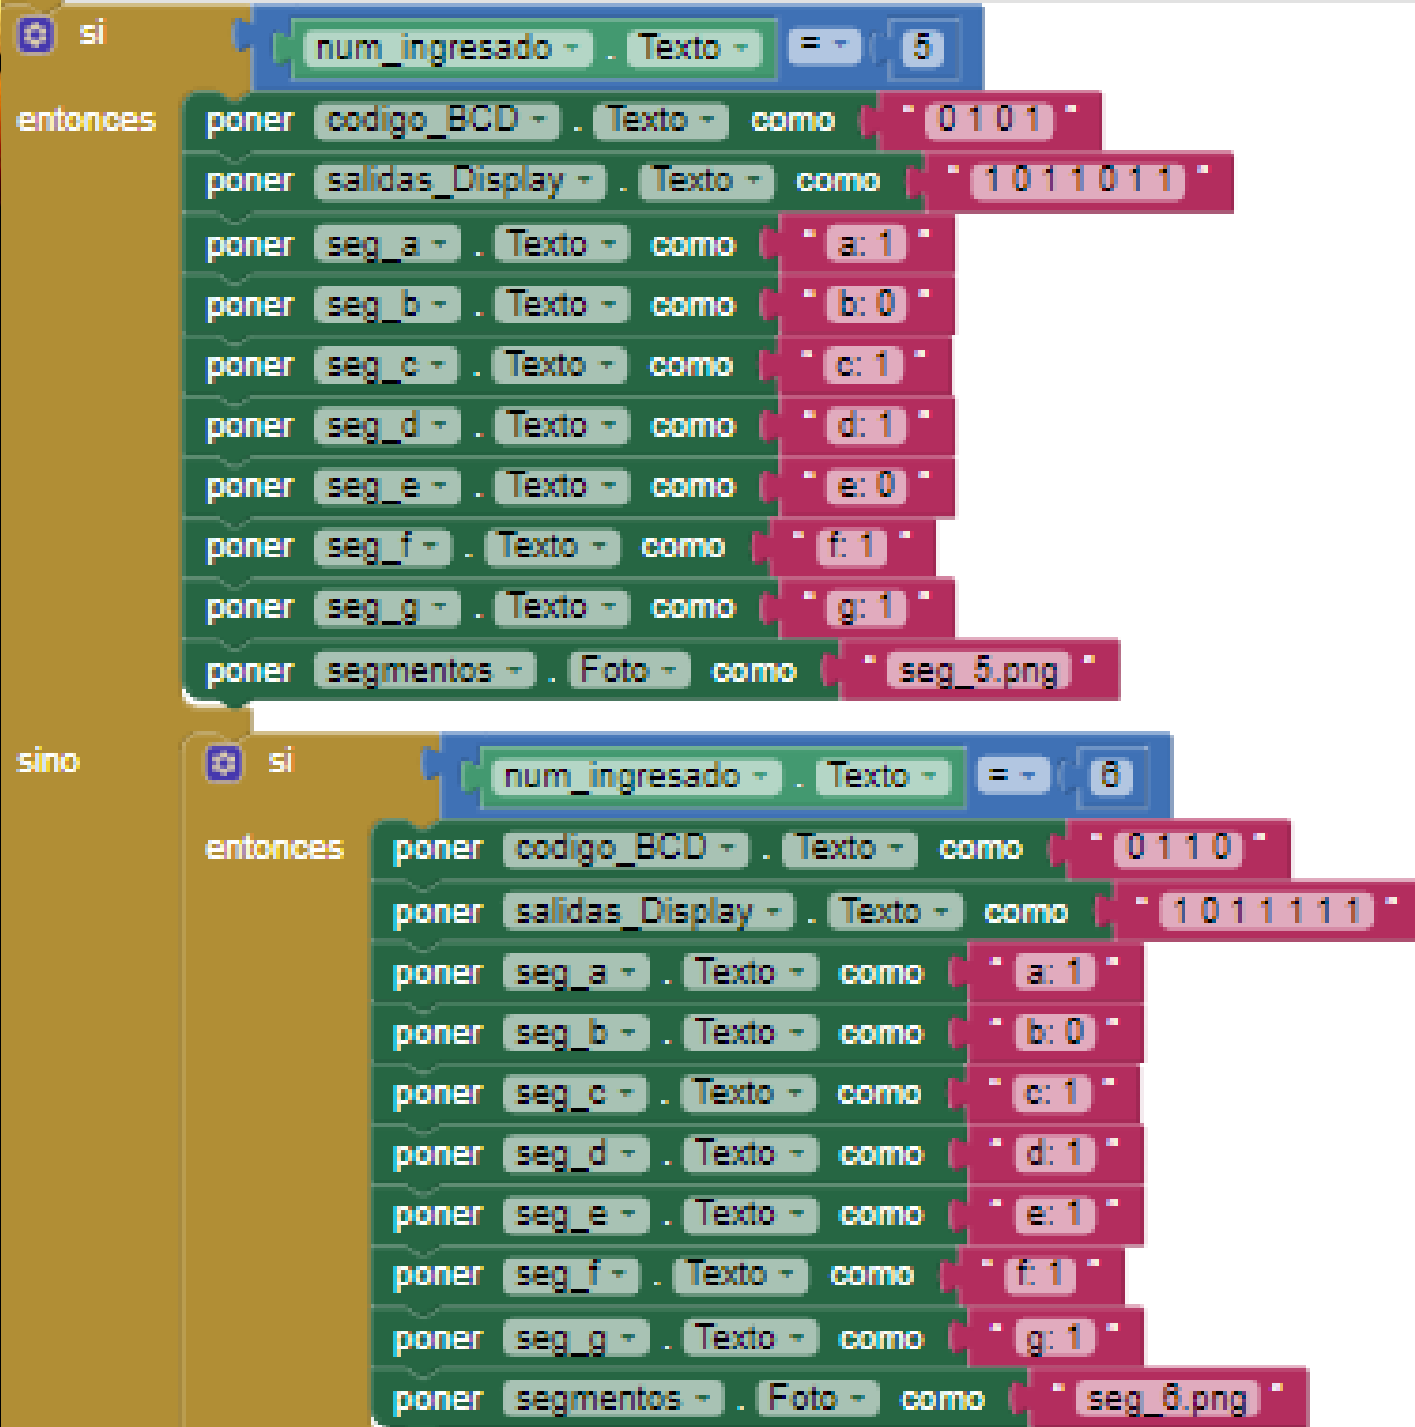 si num_ingresado . Texto = 5
entonces poner codigo_BCD . Texto como " 0 1 0 1 "
poner salidas_Display . Texto como " 1 0 1 1 0 1 1 "
poner seg_a . Texto como " a: 1 "
poner seg_b . Texto como " b: 0 "
poner seg_c . Texto como " c: 1 "
poner seg_d . Texto como " d: 1 "
poner seg_e . Texto como " e: 0 "
poner seg_f . Texto como " f: 1 "
poner seg_g . Texto como " g: 1 "
poner segmentos . Foto como " seg_5.png "
sino si num_ingresado . Texto = 6
entonces poner codigo_BCD . Texto como " 0 1 1 0 "
poner salidas_Display . Texto como " 1 0 1 1 1 1 1 "
poner seg_a . Texto como " a: 1 "
poner seg_b . Texto como " b: 0 "
poner seg_c . Texto como " c: 1 "
poner seg_d . Texto como " d: 1 "
poner seg_e . Texto como " e: 1 "
poner seg_f . Texto como " f: 1 "
poner seg_g . Texto como " g: 1 "
poner segmentos . Foto como " seg_6.png "